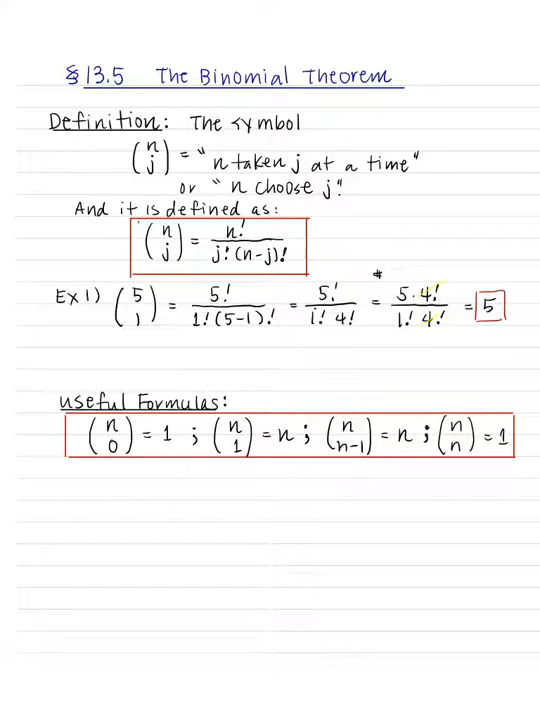 § 13.5 The Binomial Theorem
Definition: The symbol
(n j) = "n taken j at a time"
or "n choose j"
And it is defined as:
(n j) = n! / j!(n-j)!
Ex 1) (5 1) = 5! / 1!(5-1)! = 5! / 1! 4! =* 5·4! / 1! 4! = 5
Useful Formulas:
(n 0) = 1 ; (n 1) = n ; (n n-1) = n ; (n n) = 1